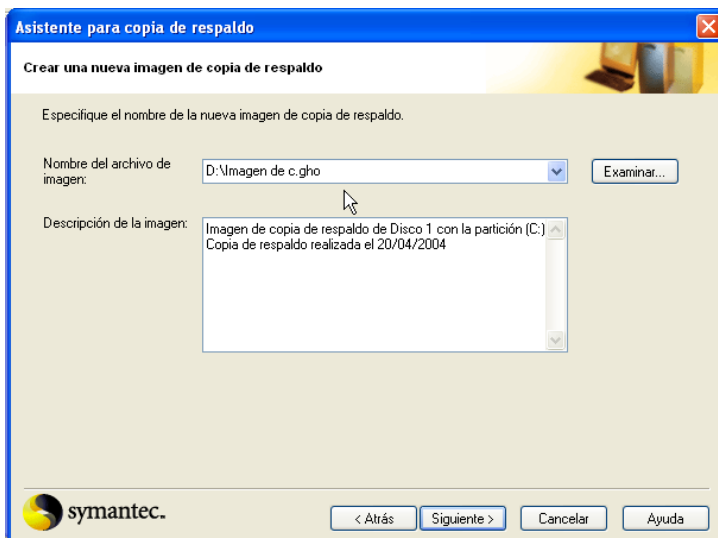 Asistente para copia de respaldo
Crear una nueva imagen de copia de respaldo
Especifique el nombre de la nueva imagen de copia de respaldo.
Nombre del archivo de
imagen:
D:\Imagen de c.gho
Examinar...
Descripción de la imagen:
Imagen de copia de respaldo de Disco 1 con la partición (C:)
Copia de respaldo realizada el 20/04/2004
symantec.
< Atrás
Siguiente >
Cancelar
Ayuda